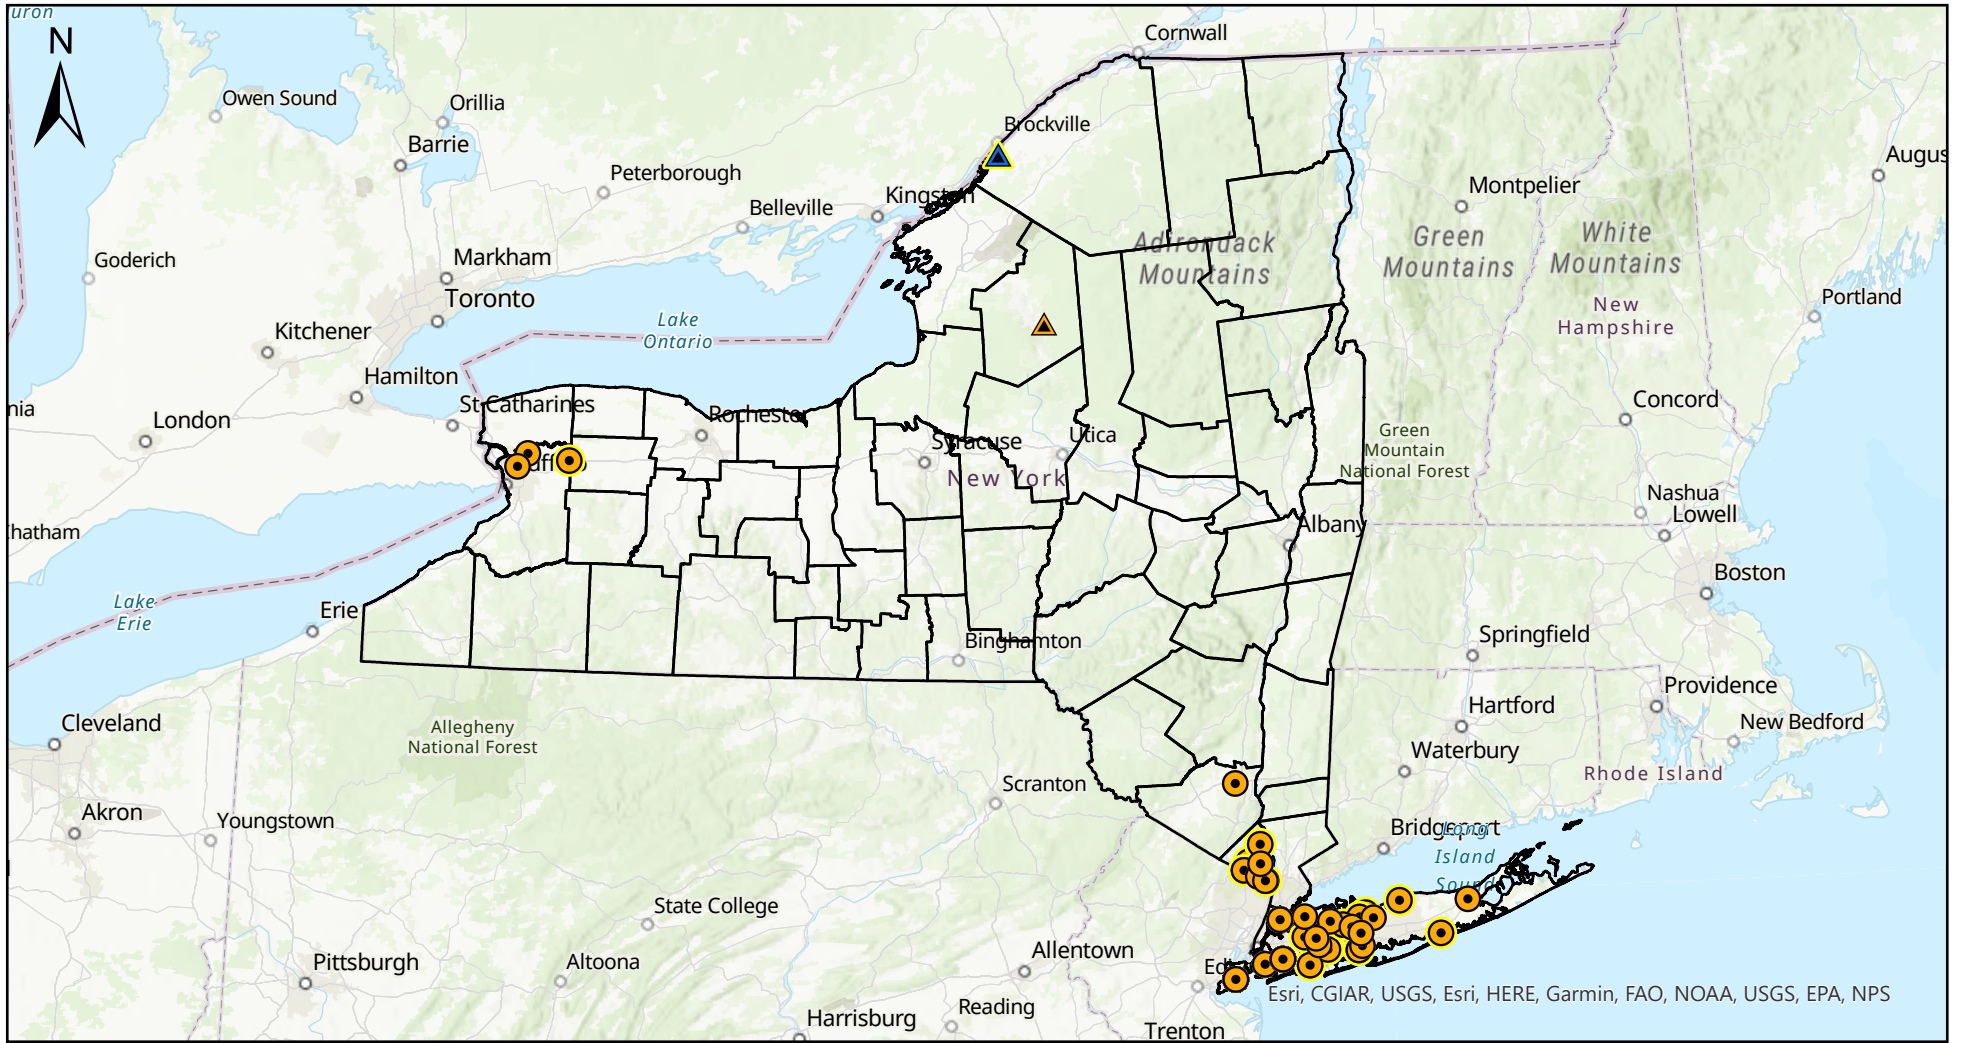 uron
N
Cornwall
Owen Sound
Orillia
Brockville
Barrie
Augus
Peterborough
Montpelier
Kingston
Belleville
Adirondack
Mountains
Green
Mountains
White
Mountains
Goderich
Markham
Toronto
Portland
New
Hampshire
Lake
Ontario
Kitchener
Hamilton
nia
London
St Catharines
Rochester
Concord
Syracuse
Utica
Green
Mountain
National Forest
New York
Nashua
Lowell
Chatham
Albany
Boston
Lake
Erie
Erie
Binghamton
Springfield
Providence
Hartford
New Bedford
Cleveland
Allegheny
National Forest
Waterbury
Rhode Island
Scranton
Akron
Youngstown
Bridgeport
Long
Island
Sound
State College
Allentown
Pittsburgh
Altoona
Esri, CGIAR, USGS, Esri, HERE, Garmin, FAO, NOAA, USGS, EPA, NPS
Reading
Harrisburg
Trenton